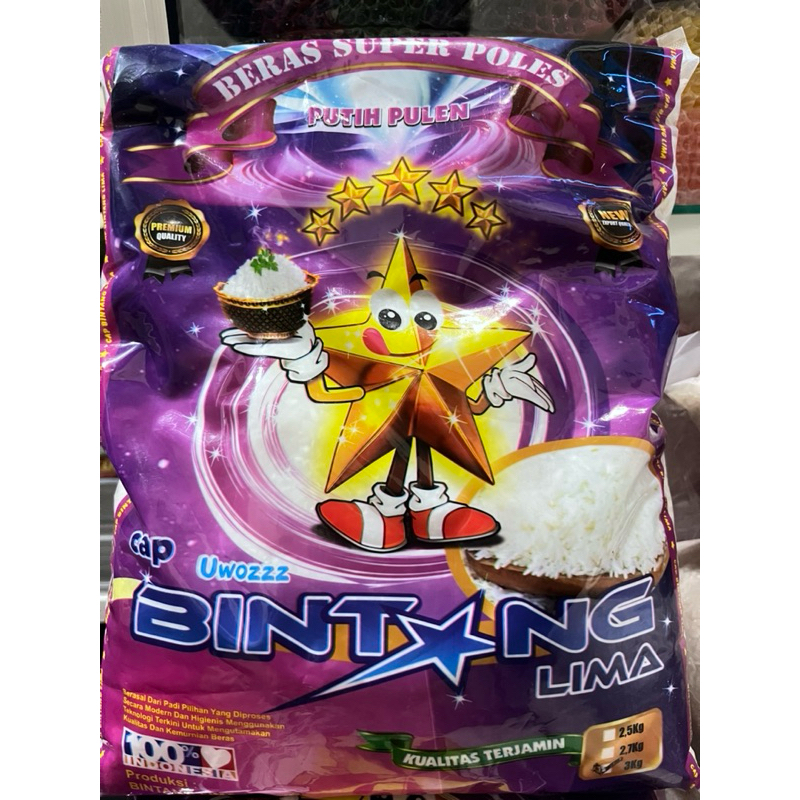 BERAS SUPER POLES
PUTIH PULEN
PREMIUM
QUALITY
NEW
EXPORT QUALITY
cap
Uwozzz
BINTANG
LIMA
Berasal Dari Padi Pilihan Yang Diproses
Secara Modern Dan Higienis Menggunakan
Teknologi Terkini Untuk Mengutamakan
Kualitas Dan Kemurnian Beras
100%
INDONESIA
Produksi
KUALITAS TERJAMIN
2,5Kg
2,7Kg
3Kg